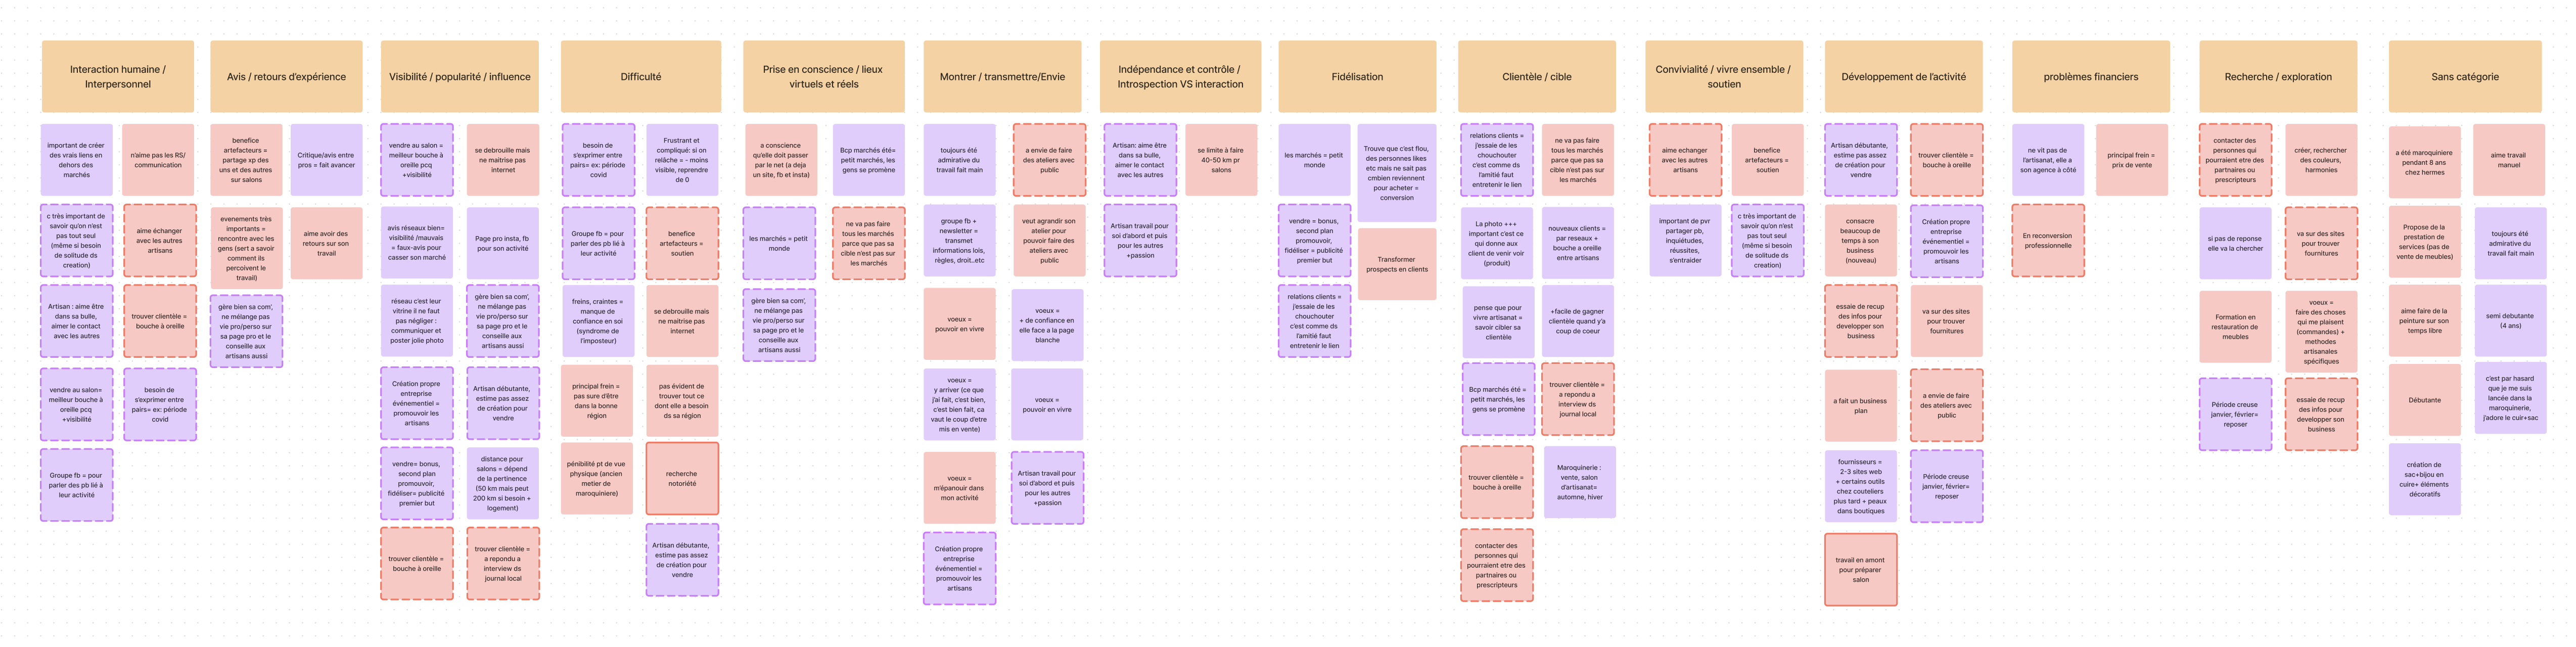 Interaction humaine /
Interpersonnel
important de créer
des vrais liens en
dehors des
marchés
n'aime pas les RS/
communication
c très important de
savoir qu'on n'est
pas tout seul
(même si besoin
de solitude ds
creation)
aime échanger
avec les autres
artisans
Artisan : aime être
dans sa bulle,
aimer le contact
avec les autres
trouver clientèle =
bouche à oreille
vendre au salon=
meilleur bouche à
oreille pcq
+visibilité
besoin de
s'exprimer entre
pairs= ex: période
covid
Groupe fb = pour
parler des pb lié à
leur activité
Avis / retours d'expérience
benefice
artefacteurs =
partage xp des
uns et des autres
sur salons
Critique/avis entre
pros = fait avancer
evenements très
importants =
rencontre avec les
gens (sert a savoir
comment ils
percoivent le
travail)
aime avoir des
retours sur son
travail
gère bien sa com',
ne mélange pas
vie pro/perso sur
sa page pro et le
conseille aux
artisans aussi
Visibilité / popularité / influence
vendre au salon =
meilleur bouche à
oreille pcq
+visibilité
se debrouille mais
ne maitrise pas
internet
avis réseaux bien=
visibilité /mauvais
= faux-avis pour
casser son marché
Page pro insta, fb
pour son activité
réseau c'est leur
vitrine il ne faut
pas négliger :
communiquer et
poster jolie photo
gère bien sa com',
ne mélange pas
vie pro/perso sur
sa page pro et le
conseille aux
artisans aussi
Création propre
entreprise
événementiel =
promouvoir les
artisans
Artisan débutante,
estime pas assez
de création pour
vendre
vendre= bonus,
second plan
promouvoir,
fidéliser= publicité
premier but
distance pour
salons = dépend
de la pertinence
(50 km mais peut
200 km si besoin +
logement)
trouver clientèle =
bouche à oreille
trouver clientèle =
a repondu a
interview ds
journal local
Difficulté
besoin de
s'exprimer entre
pairs= ex: période
covid
Frustrant et
compliqué: si on
relâche = - moins
visible, reprendre
de 0
Groupe fb = pour
parler des pb lié à
leur activité
benefice
artefacteurs =
soutien
freins, craintes =
manque de
confiance en soi
(syndrome de
l'imposteur)
se debrouille mais
ne maitrise pas
internet
principal frein =
pas sure d'être
dans la bonne
région
pas évident de
trouver tout ce
dont elle a besoin
ds sa région
pénibilité pt de vue
physique (ancien
metier de
maroquiniere)
recherche
notoriété
Artisan débutante,
estime pas assez
de création pour
vendre
Prise en conscience / lieux
virtuels et réels
a conscience
qu'elle doit passer
par le net (a deja
un site, fb et insta)
Bcp marchés été=
petit marchés, les
gens se promène
les marchés = petit
monde
ne va pas faire
tous les marchés
parce que pas sa
cible n'est pas sur
les marchés
gère bien sa com',
ne mélange pas
vie pro/perso sur
sa page pro et le
conseille aux
artisans aussi
Montrer / transmettre/Envie
toujours été
admirative du
travail fait main
a envie de faire
des ateliers avec
public
groupe fb +
newsletter =
transmet
informations lois,
règles, droit..etc
veut agrandir son
atelier pour
pouvoir faire des
ateliers avec
public
voeux =
pouvoir en vivre
voeux =
+ de confiance en
elle face a la page
blanche
voeux =
y arriver (ce que
j'ai fait, c'est bien,
c'est bien fait, ca
vaut le coup d'etre
mis en vente)
voeux =
pouvoir en vivre
voeux =
m'épanouir dans
mon activité
Artisan travail pour
soi d'abord et puis
pour les autres
+passion
Création propre
entreprise
événementiel =
promouvoir les
artisans
Indépendance et contrôle /
Introspection VS interaction
Artisan: aime être
dans sa bulle,
aimer le contact
avec les autres
se limite à faire
40-50 km pr
salons
Artisan travail pour
soi d'abord et puis
pour les autres
+passion
Fidélisation
les marchés = petit
monde
Trouve que c'est flou,
des personnes likes
etc mais ne sait pas
cmbien reviennent
pour acheter =
conversion
vendre = bonus,
second plan
promouvoir,
fidéliser = publicité
premier but
Transformer
prospects en clients
relations clients =
j'essaie de les
chouchouter
c'est comme ds
l'amitié faut
entretenir le lien
Clientèle / cible
relations clients =
j'essaie de les
chouchouter
c'est comme ds
l'amitié faut
entretenir le lien
ne va pas faire
tous les marchés
parce que pas sa
cible n'est pas sur
les marchés
La photo +++
important c'est ce
qui donne aux
client de venir voir
(produit)
nouveaux clients =
par reseaux +
bouche a oreille
entre artisans
pense que pour
vivre artisanat =
savoir cibler sa
clientèle
+facile de gagner
clientèle quand y'a
coup de coeur
Bcp marchés été =
petit marchés, les
gens se promène
trouver clientèle =
a repondu a
interview ds
journal local
trouver clientèle =
bouche à oreille
Maroquinerie :
vente, salon
d'artisanat=
automne, hiver
contacter des
personnes qui
pourraient etre des
partnaires ou
prescripteurs
Convivialité / vivre ensemble /
soutien
aime echanger
avec les autres
artisans
benefice
artefacteurs =
soutien
important de pvr
partager pb,
inquiétudes,
réussites,
s'entraider
c très important de
savoir qu'on n'est
pas tout seul
(même si besoin
de solitude ds
creation)
Développement de l'activité
Artisan débutante,
estime pas assez
de création pour
vendre
trouver clientèle =
bouche à oreille
consacre
beaucoup de
temps à son
business
(nouveau)
Création propre
entreprise
événementiel =
promouvoir les
artisans
essaie de recup
des infos pour
developper son
business
va sur des sites
pour trouver
fournitures
a fait un business
plan
a envie de faire
des ateliers avec
public
fournisseurs =
2-3 sites web
+ certains outils
chez couteliers
plus tard + peaux
dans boutiques
Période creuse
janvier, février=
reposer
travail en amont
pour préparer
salon
problèmes financiers
ne vit pas de
l'artisanat, elle a
son agence à côté
principal frein =
prix de vente
En reconversion
professionnelle
Recherche / exploration
contacter des
personnes qui
pourraient etre des
partnaires ou
prescripteurs
créer, rechercher
des couleurs,
harmonies
si pas de reponse
elle va la chercher
va sur des sites
pour trouver
fournitures
Formation en
restauration de
meubles
voeux =
faire des choses
qui me plaisent
(commandes) +
methodes
artisanales
spécifiques
Période creuse
janvier, février=
reposer
essaie de recup
des infos pour
developper son
business
Sans catégorie
a été maroquiniere
pendant 8 ans
chez hermes
aime travail
manuel
Propose de la
prestation de
services (pas de
vente de meubles)
toujours été
admirative du
travail fait main
aime faire de la
peinture sur son
temps libre
semi debutante
(4 ans)
Débutante
c'est par hasard
que je me suis
lancée dans la
maroquinerie,
j'adore le cuir+sac
création de
sac+bijou en
cuire+ éléments
décoratifs